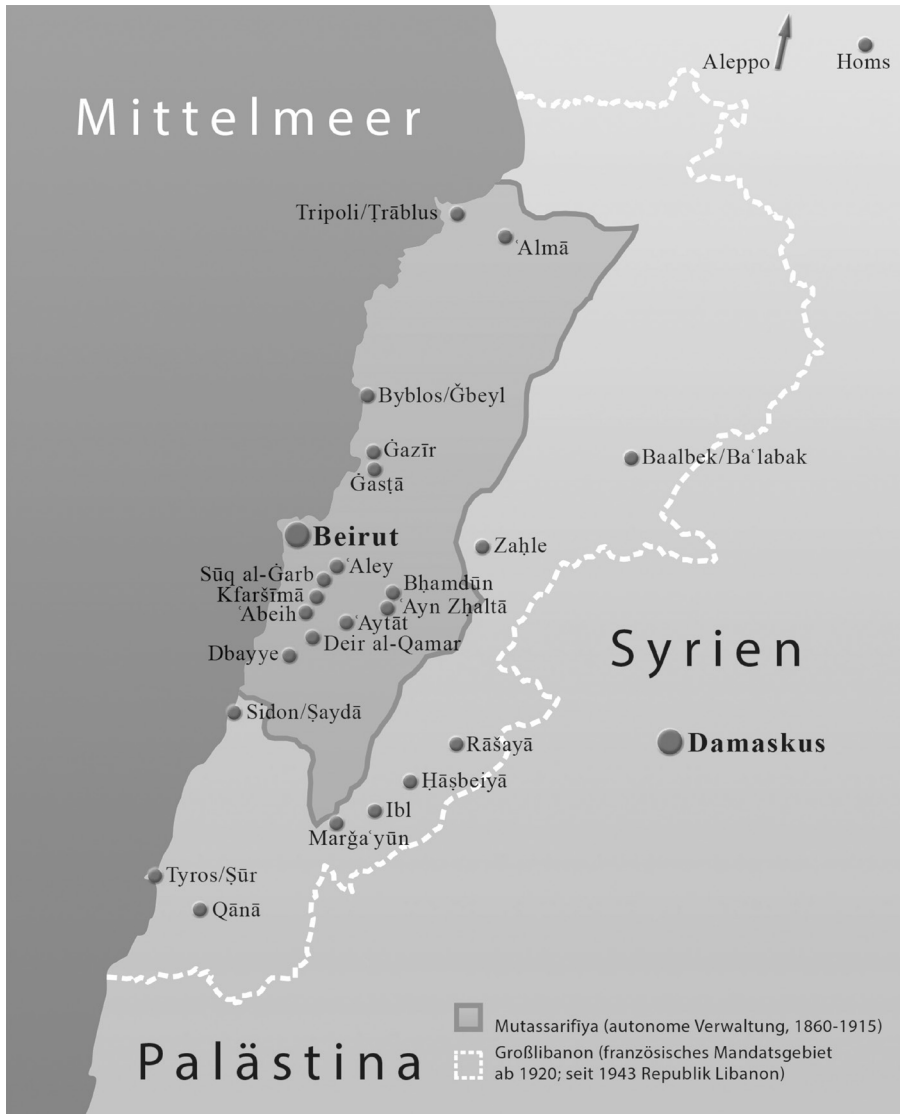 Aleppo
Homs
Mittelmeer
Tripoli/Ṭrāblus
ʿAlmā
Byblos/Ǧbeyl
Ġazīr
Ġasṭā
Baalbek/Baʿlabak
Beirut
Zaḥle
ʿAley
Sūq al-Ġarb
Bḥamdūn
Kfaršīmā
ʿAyn Zḥaltā
ʿAbeih
ʿAytāt
Deir al-Qamar
Dbayye
Syrien
Sidon/Ṣaydā
Rāšayā
Damaskus
Ḥāṣbeiyā
Ibl
Marǧaʿyūn
Tyros/Ṣūr
Qānā
Mutassarifīya (autonome Verwaltung, 1860-1915)
Großlibanon (französisches Mandatsgebiet
ab 1920; seit 1943 Republik Libanon)
Palästina